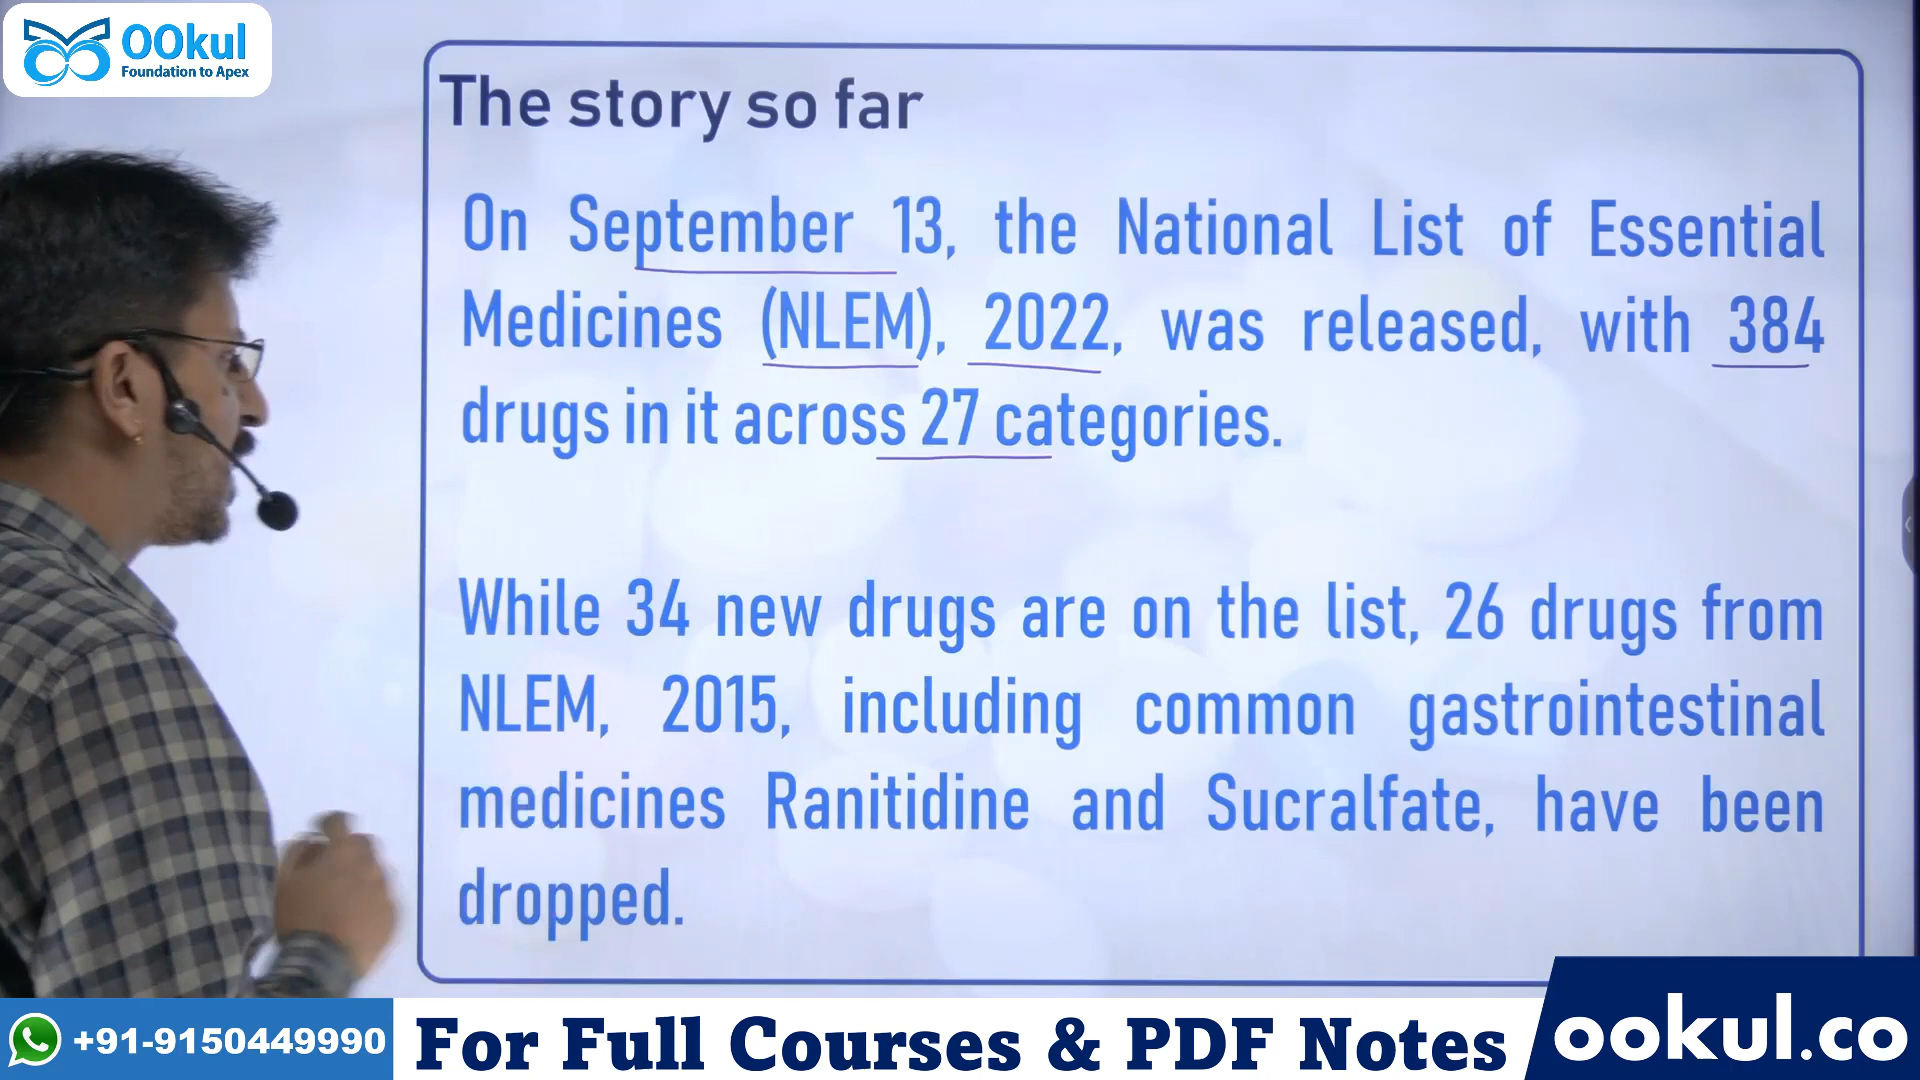 OOkul
Foundation to Apex
The story so far
On September 13, the National List of Essential
Medicines (NLEM), 2022, was released, with 384
drugs in it across 27 categories.
While 34 new drugs are on the list, 26 drugs from
NLEM, 2015, including common gastrointestinal
medicines Ranitidine and Sucralfate, have been
dropped.
+91-9150449990
For Full Courses & PDF Notes
ookul.co